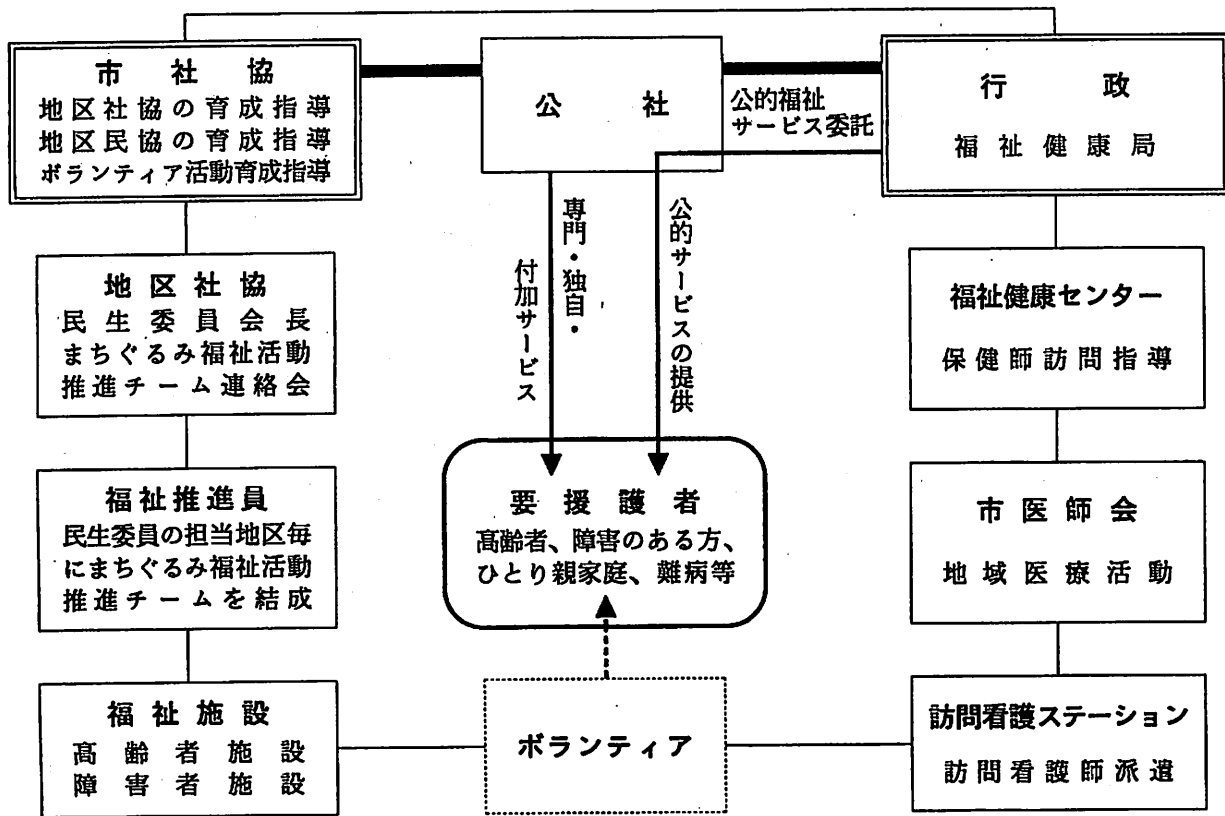 市社協
地区社協の育成指導
地区民協の育成指導
ボランティア活動育成指導
公社
公的福祉
サービス委託
行政
福祉健康局
専門・独自・
付加サービス
公的サービスの提供
地区社協
民生委員会長
まちぐるみ福祉活動
推進チーム連絡会
福祉健康センター
保健師訪問指導
福祉推進員
民生委員の担当地区毎
にまちぐるみ福祉活動
推進チームを結成
要援護者
高齢者、障害のある方、
ひとり親家庭、難病等
市医師会
地域医療活動
福祉施設
高齢者施設
障害者施設
ボランティア
訪問看護ステーション
訪問看護師派遣